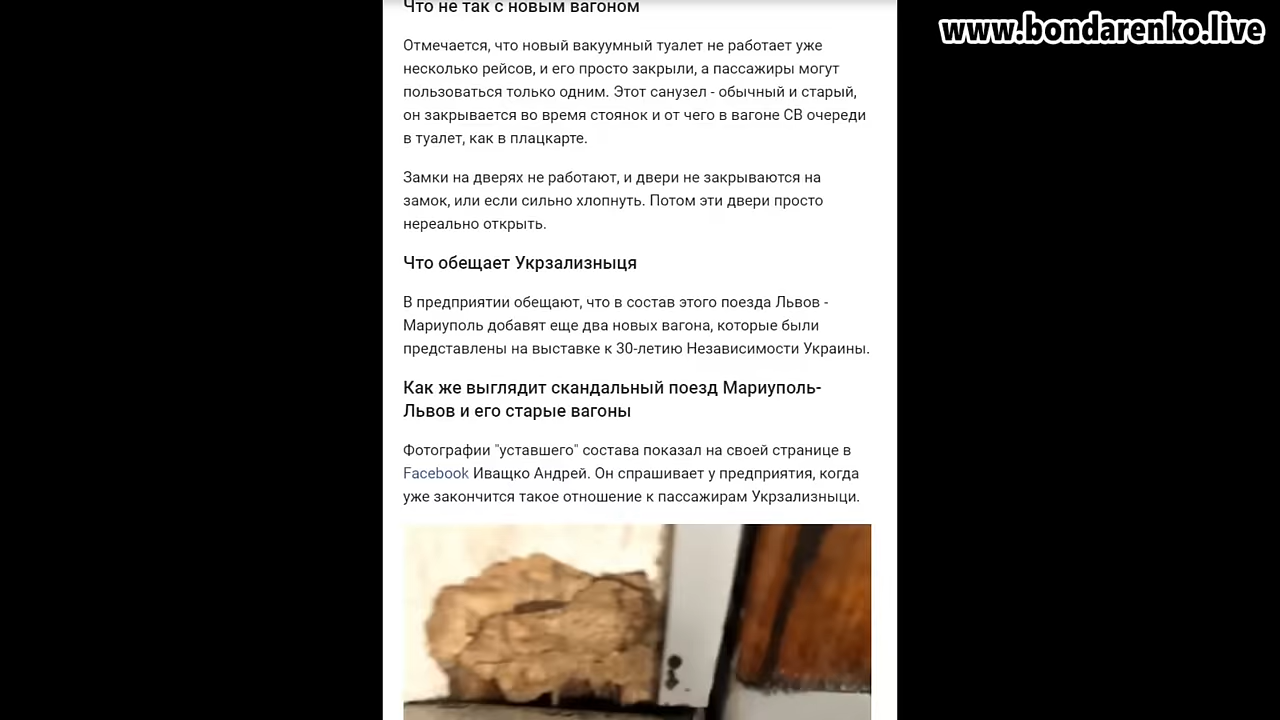 www.bondarenko.live
Что не так с новым вагоном
Отмечается, что новый вакуумный туалет не работает уже
несколько рейсов, и его просто закрыли, а пассажиры могут
пользоваться только одним. Этот санузел - обычный и старый,
он закрывается во время стоянок и от чего в вагоне СВ очереди
в туалет, как в плацкарте.
Замки на дверях не работают, и двери не закрываются на
замок, или если сильно хлопнуть. Потом эти двери просто
нереально открыть.
Что обещает Укрзализныця
В предприятии обещают, что в состав этого поезда Львов -
Мариуполь добавят еще два новых вагона, которые были
представлены на выставке к 30-летию Независимости Украины.
Как же выглядит скандальный поезд Мариуполь-
Львов и его старые вагоны
Фотографии "уставшего" состава показал на своей странице в
Facebook Иващко Андрей. Он спрашивает у предприятия, когда
уже закончится такое отношение к пассажирам Укрзализныци.